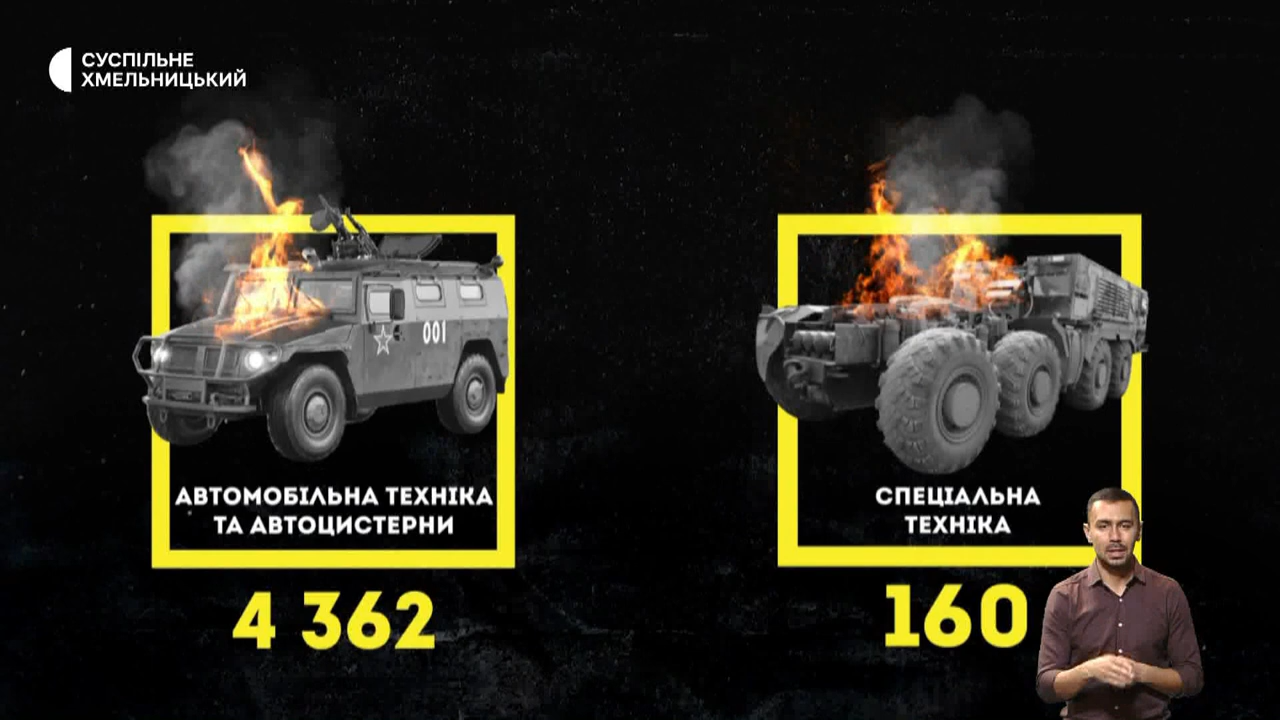 СУСПІЛЬНЕ
ХМЕЛЬНИЦЬКИЙ
001
АВТОМОБІЛЬНА ТЕХНІКА
ТА АВТОЦИСТЕРНИ
4 362
СПЕЦІАЛЬНА
ТЕХНІКА
160